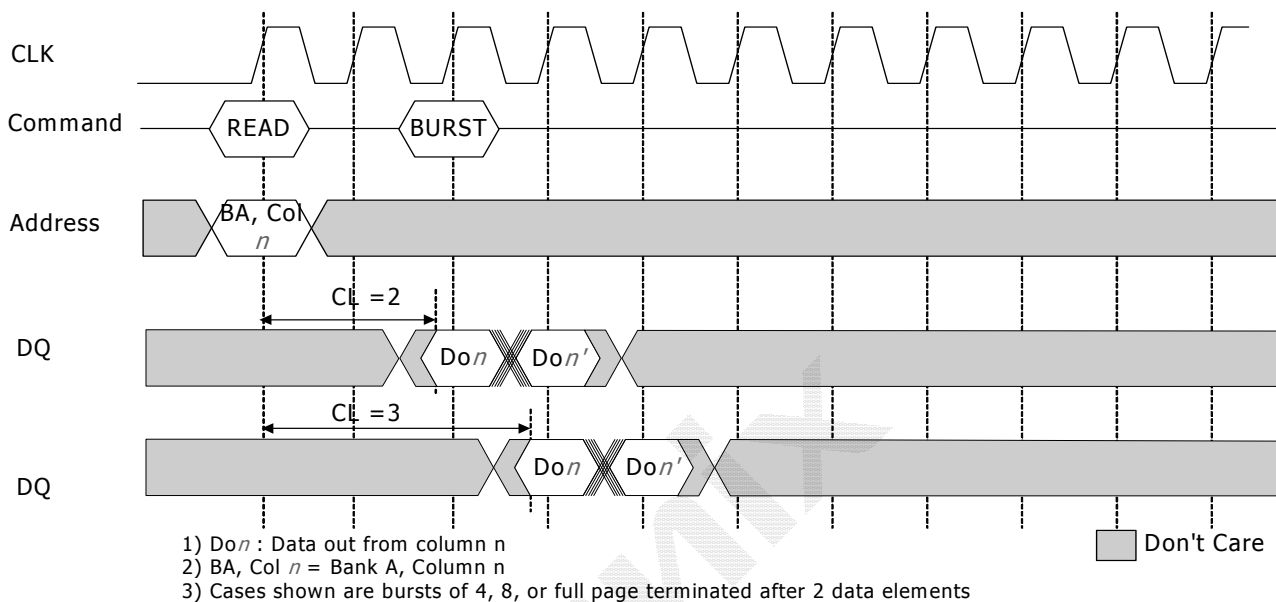 CLK
Command
READ
BURST
Address
BA, Col
n
CL =2
DQ
Don
Don'
CL =3
DQ
Don
Don'
1) Don : Data out from column n
2) BA, Col n = Bank A, Column n
3) Cases shown are bursts of 4, 8, or full page terminated after 2 data elements
Don't Care